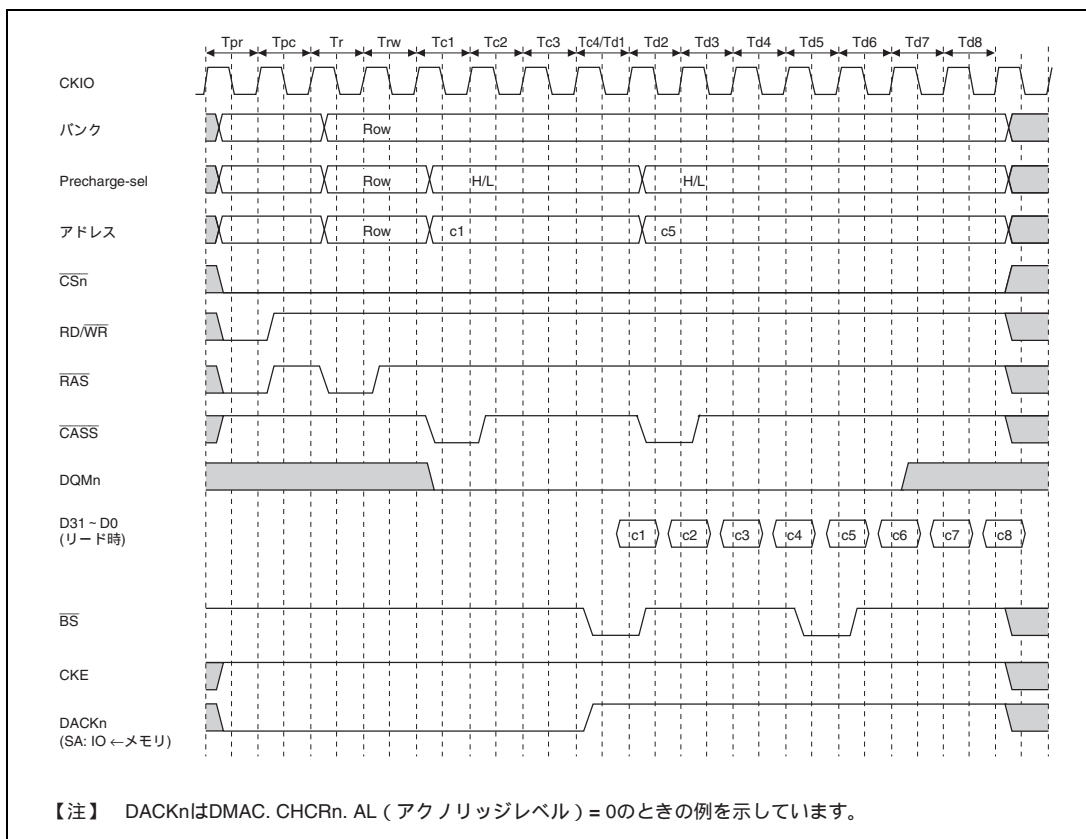 Tpr Tpc Tr Trw Tc1 Tc2 Tc3 Tc4/Td1 Td2 Td3 Td4 Td5 Td6 Td7 Td8
CKIO
バンク Row
Precharge-sel Row H/L H/L
アドレス Row c1 c5
CSn
RD/WR
RAS
CASS
DQMn
D31 ~ D0
(リード時)
c1 c2 c3 c4 c5 c6 c7 c8
BS
CKE
DACKn
(SA: IO ←メモリ)
【注】 DACKnはDMAC. CHCRn. AL ( アクノリッジレベル ) = 0のときの例を示しています。